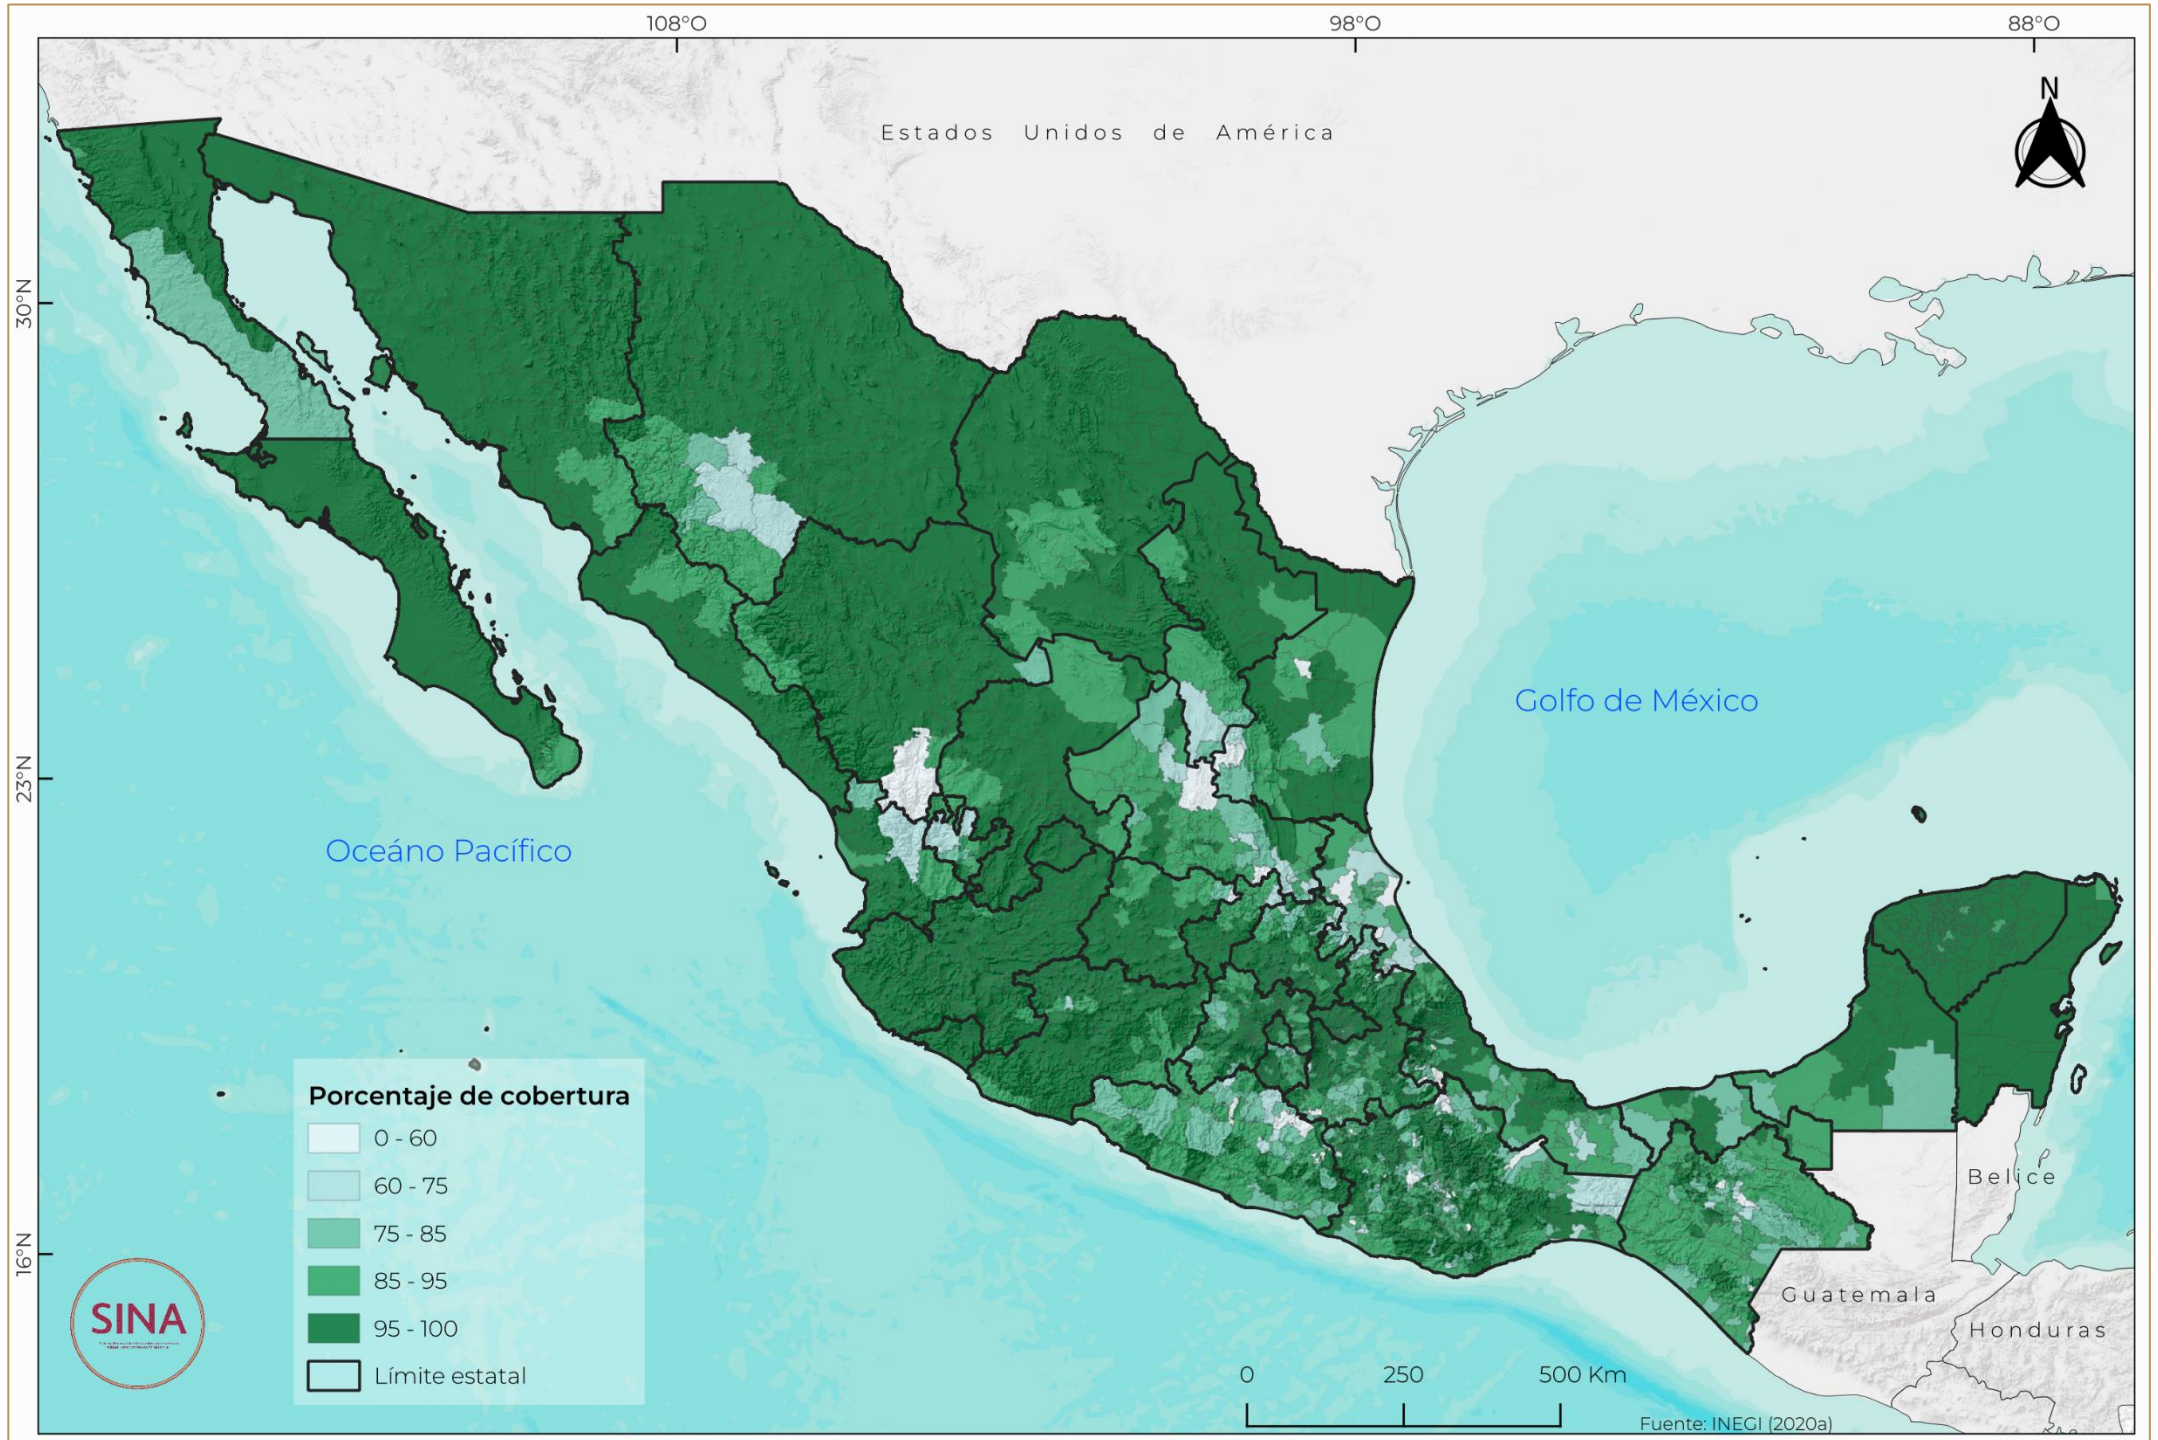 108°O
98°O
88°O
N
Estados Unidos de América
30°N
Golfo de México
23°N
Oceáno Pacífico
Porcentaje de cobertura
0 - 60
60 - 75
75 - 85
85 - 95
95 - 100
Límite estatal
Belice
16°N
Guatemala
Honduras
SINA
0 250 500 Km
Fuente: INEGI (2020a)